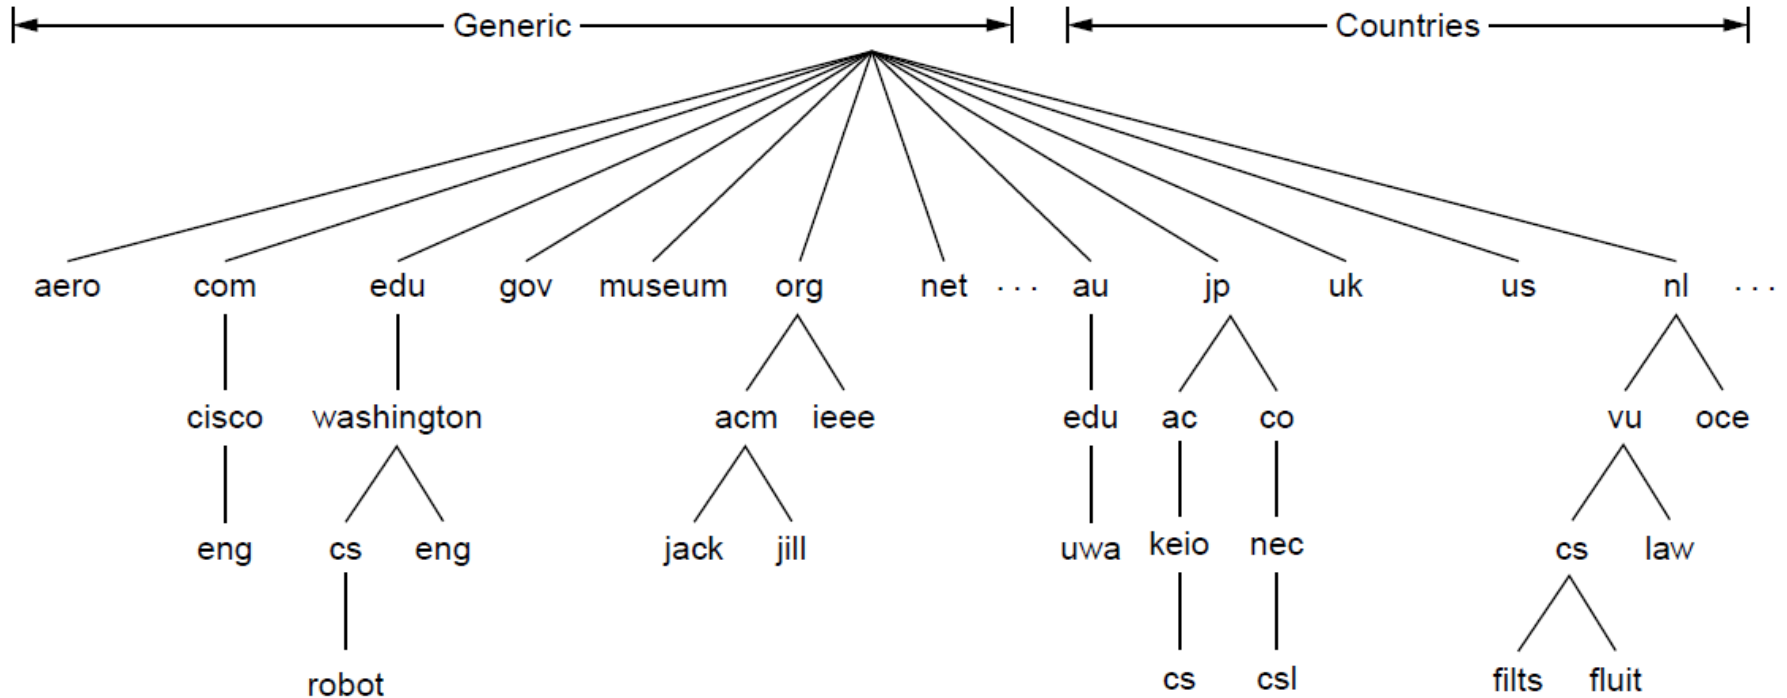 Generic Countries
aero com edu gov museum org net ··· au jp uk us nl ···
cisco washington acm ieee edu ac co vu oce
eng cs eng jack jill uwa keio nec cs law
robot cs csl filts fluit